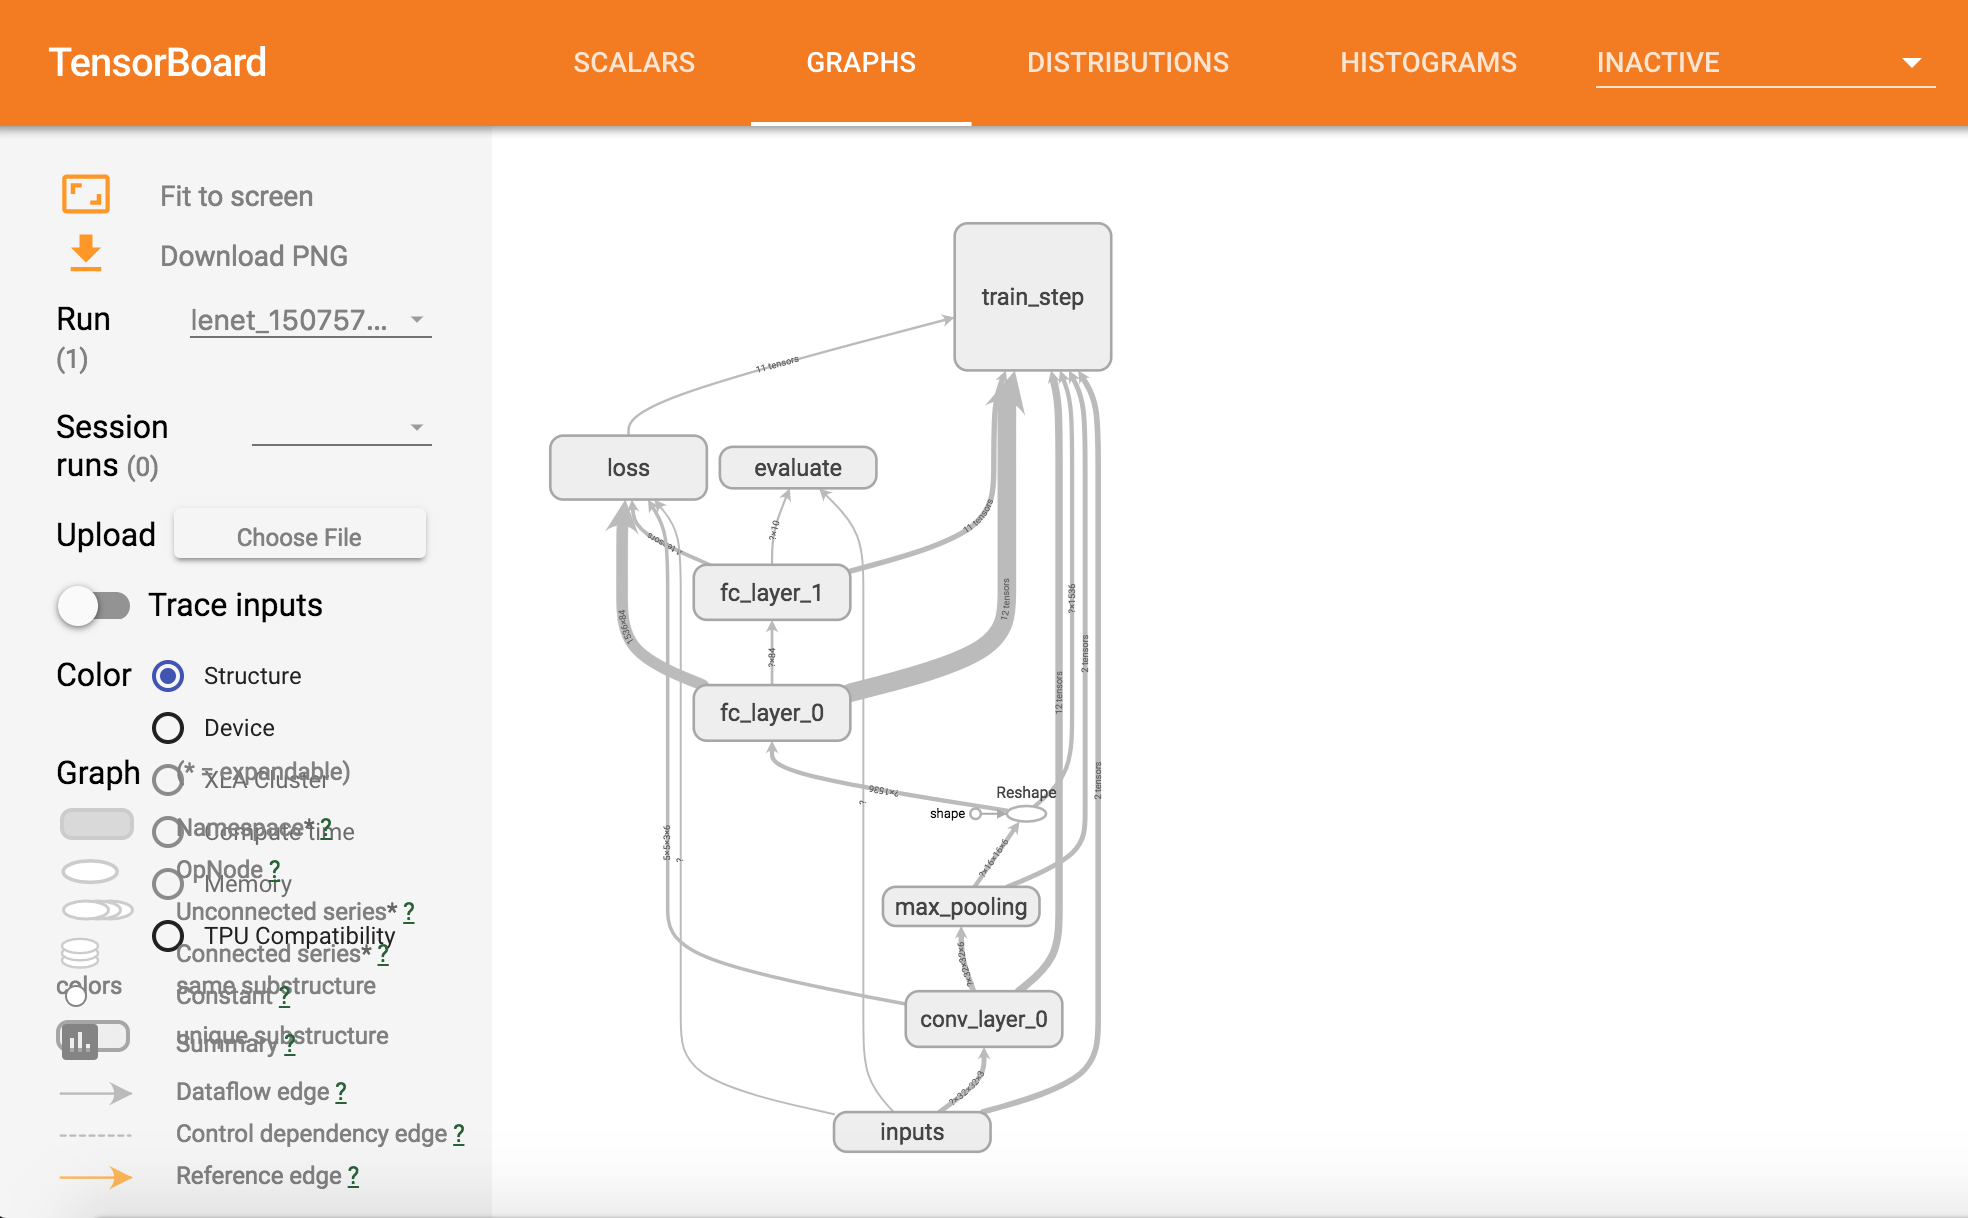 TensorBoard
SCALARS
GRAPHS
DISTRIBUTIONS
HISTOGRAMS
INACTIVE
Fit to screen
Download PNG
Run
(1)
lenet_150757...
Session
runs (0)
Upload
Choose File
Trace inputs
Color
Structure
Device
XLA Cluster
Compute time
Memory
TPU Compatibility
colors
same substructure
unique substructure
Graph
(* = expandable)
Namespace* ?
OpNode ?
Unconnected series* ?
Connected series* ?
Constant ?
Summary ?
Dataflow edge ?
Control dependency edge ?
Reference edge ?
train_step
11 tensors
loss
evaluate
?×10
11 tensors
fc_layer_1
1536×84
12 tensors
?×1536
?×84
2 tensors
fc_layer_0
12 tensors
2 tensors
?×1536
Reshape
shape
?
5×5×3×6
?
?×16×16×6
max_pooling
?×32×32×6
conv_layer_0
?×32×32×3
inputs